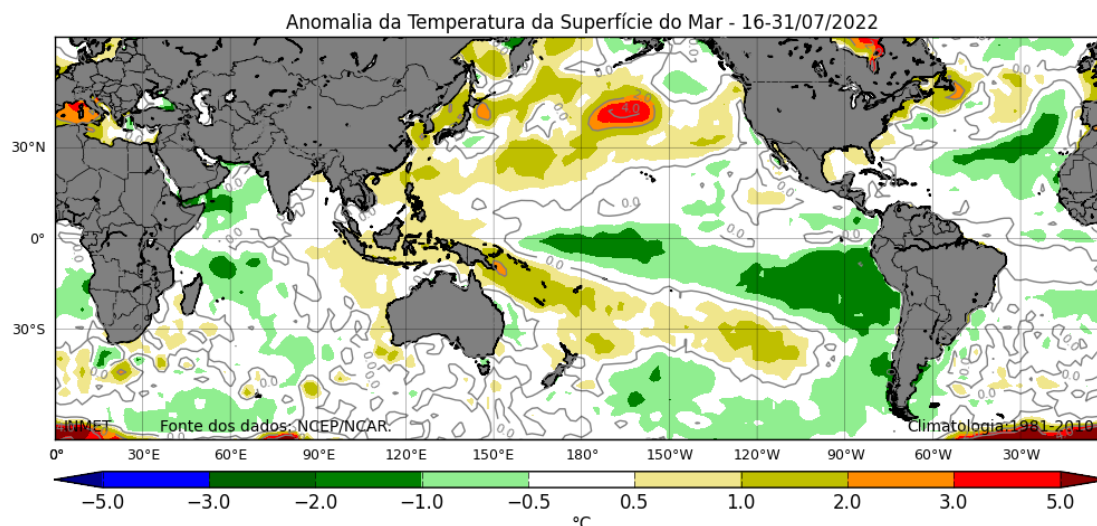 Anomalia da Temperatura da Superfície do Mar - 16-31/07/2022
30°N
0°
30°S
INMET Fonte dos dados: NCEP/NCAR. Climatologia:1981-2010
0° 30°E 60°E 90°E 120°E 150°E 180° 150°W 120°W 90°W 60°W 30°W
−5.0 −3.0 −2.0 −1.0 −0.5 0.5 1.0 2.0 3.0 5.0
°C